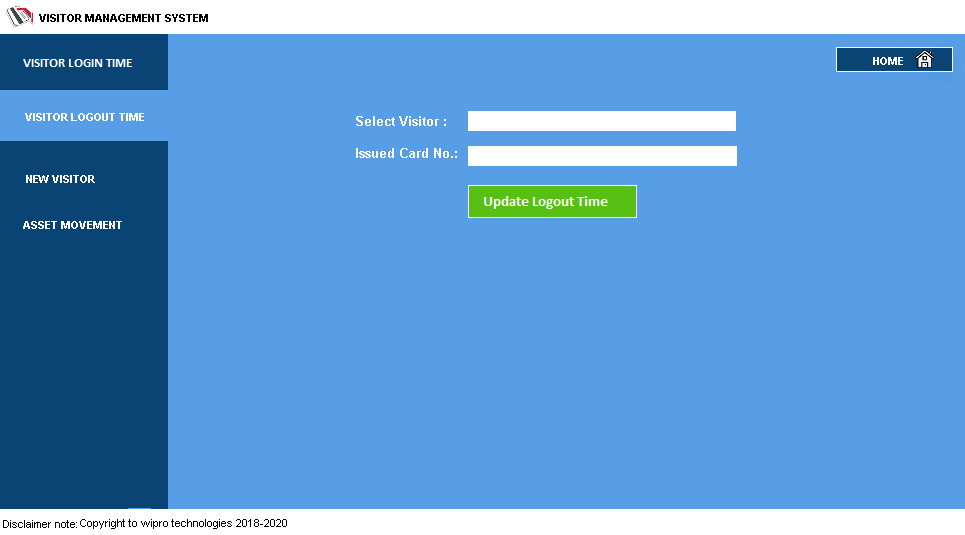 VISITOR MANAGEMENT SYSTEM
VISITOR LOGIN TIME
HOME
VISITOR LOGOUT TIME
Select Visitor :
Issued Card No.:
NEW VISITOR
Update Logout Time
ASSET MOVEMENT
Disclaimer note: Copyright to wipro technologies 2018-2020